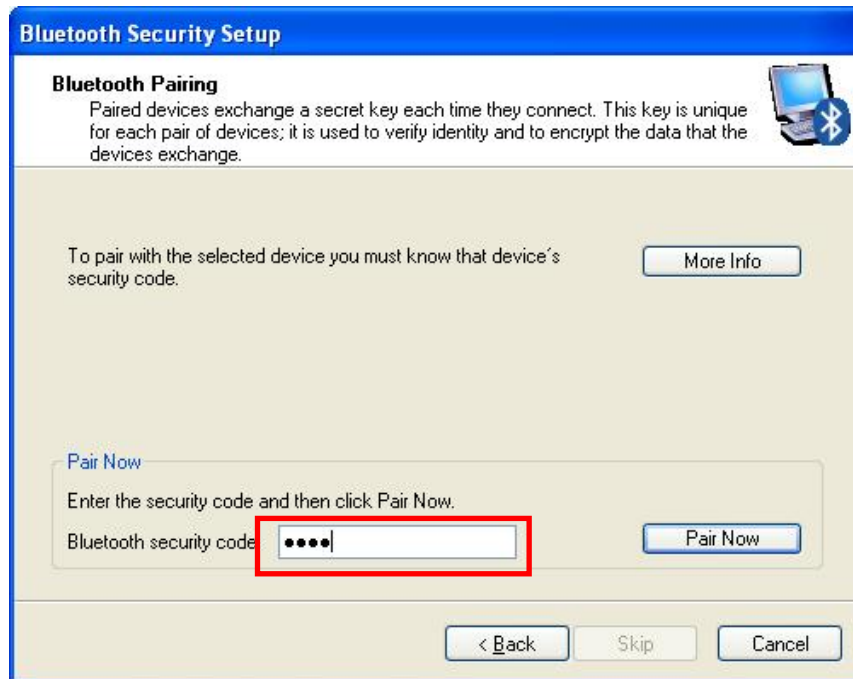 Bluetooth Security Setup
Bluetooth Pairing
Paired devices exchange a secret key each time they connect. This key is unique
for each pair of devices; it is used to verify identity and to encrypt the data that the
devices exchange.
To pair with the selected device you must know that device's
security code.
More Info
Pair Now
Enter the security code and then click Pair Now.
Bluetooth security code
••••
Pair Now
< Back
Skip
Cancel